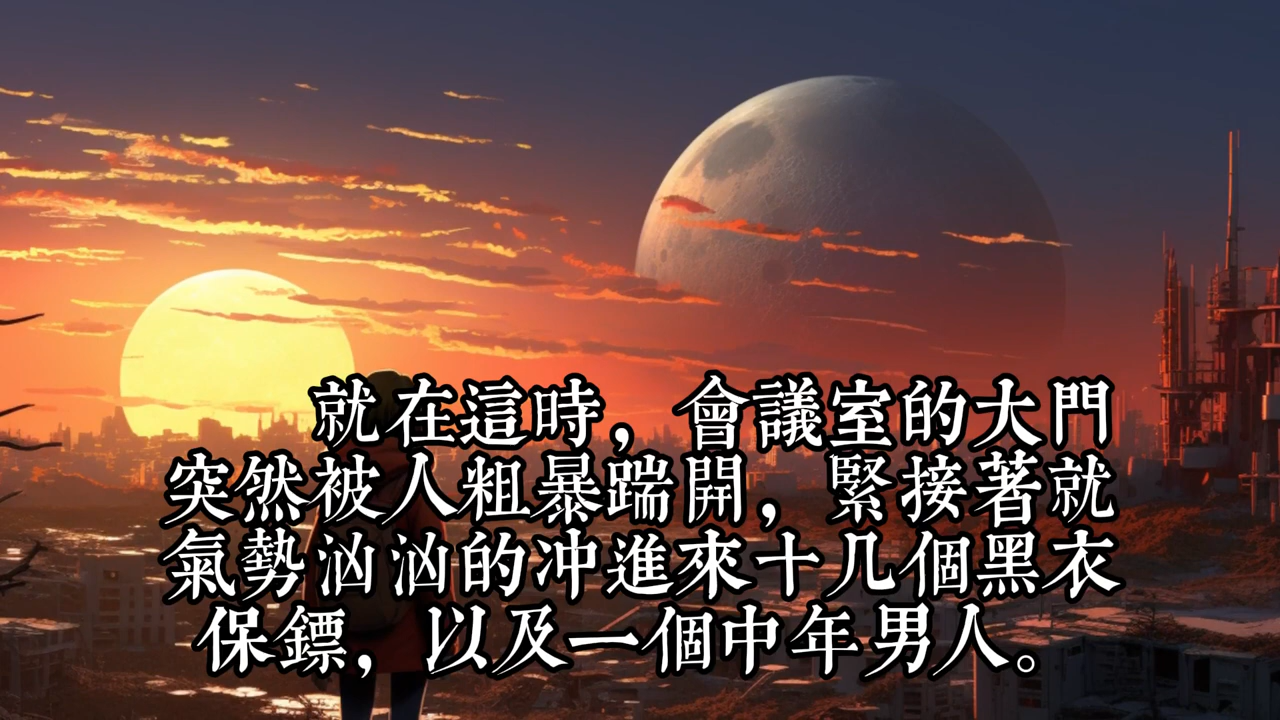 就在這時，會議室的大門
突然被人粗暴踹開，緊接著就
氣勢汹汹的冲進來十几個黑衣
保鏢，以及一個中年男人。